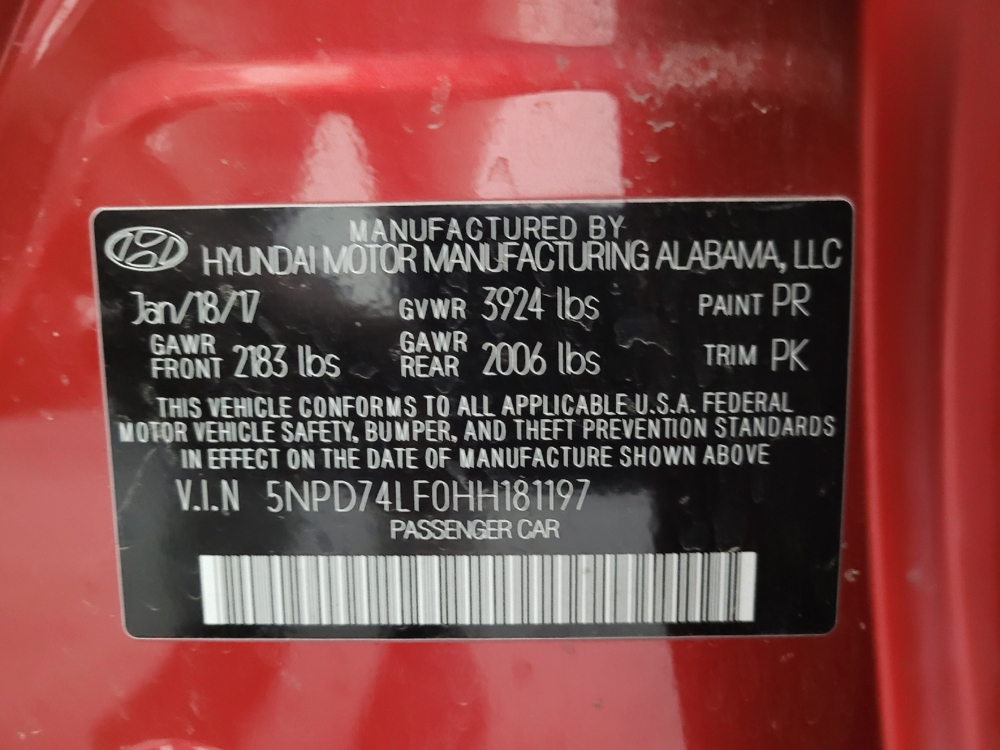 MANUFACTURED BY
HYUNDAI MOTOR MANUFACTURING ALABAMA, LLC
Jan/18/17 GVWR 3924 lbs PAINT PR
GAWR FRONT 2183 lbs GAWR REAR 2006 lbs TRIM PK
THIS VEHICLE CONFORMS TO ALL APPLICABLE U.S.A. FEDERAL
MOTOR VEHICLE SAFETY, BUMPER, AND THEFT PREVENTION STANDARDS
IN EFFECT ON THE DATE OF MANUFACTURE SHOWN ABOVE
V.I.N 5NPD74LF0HH181197
PASSENGER CAR